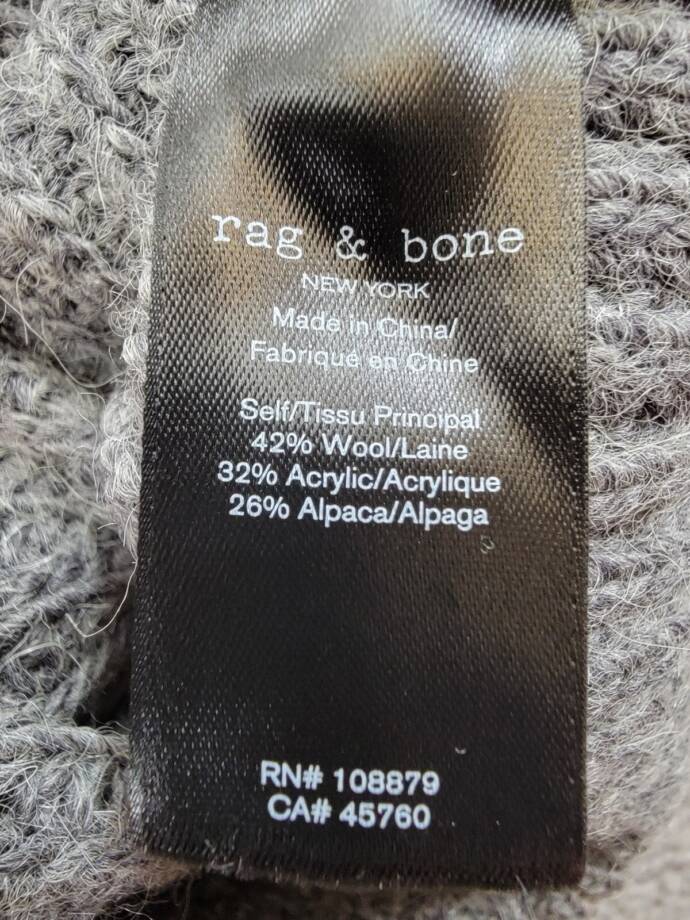 rag & bone
NEW YORK
Made in China/
Fabriqué en Chine
Self/Tissu Principal
42% Wool/Laine
32% Acrylic/Acrylique
26% Alpaca/Alpaga
RN# 108879
CA# 45760